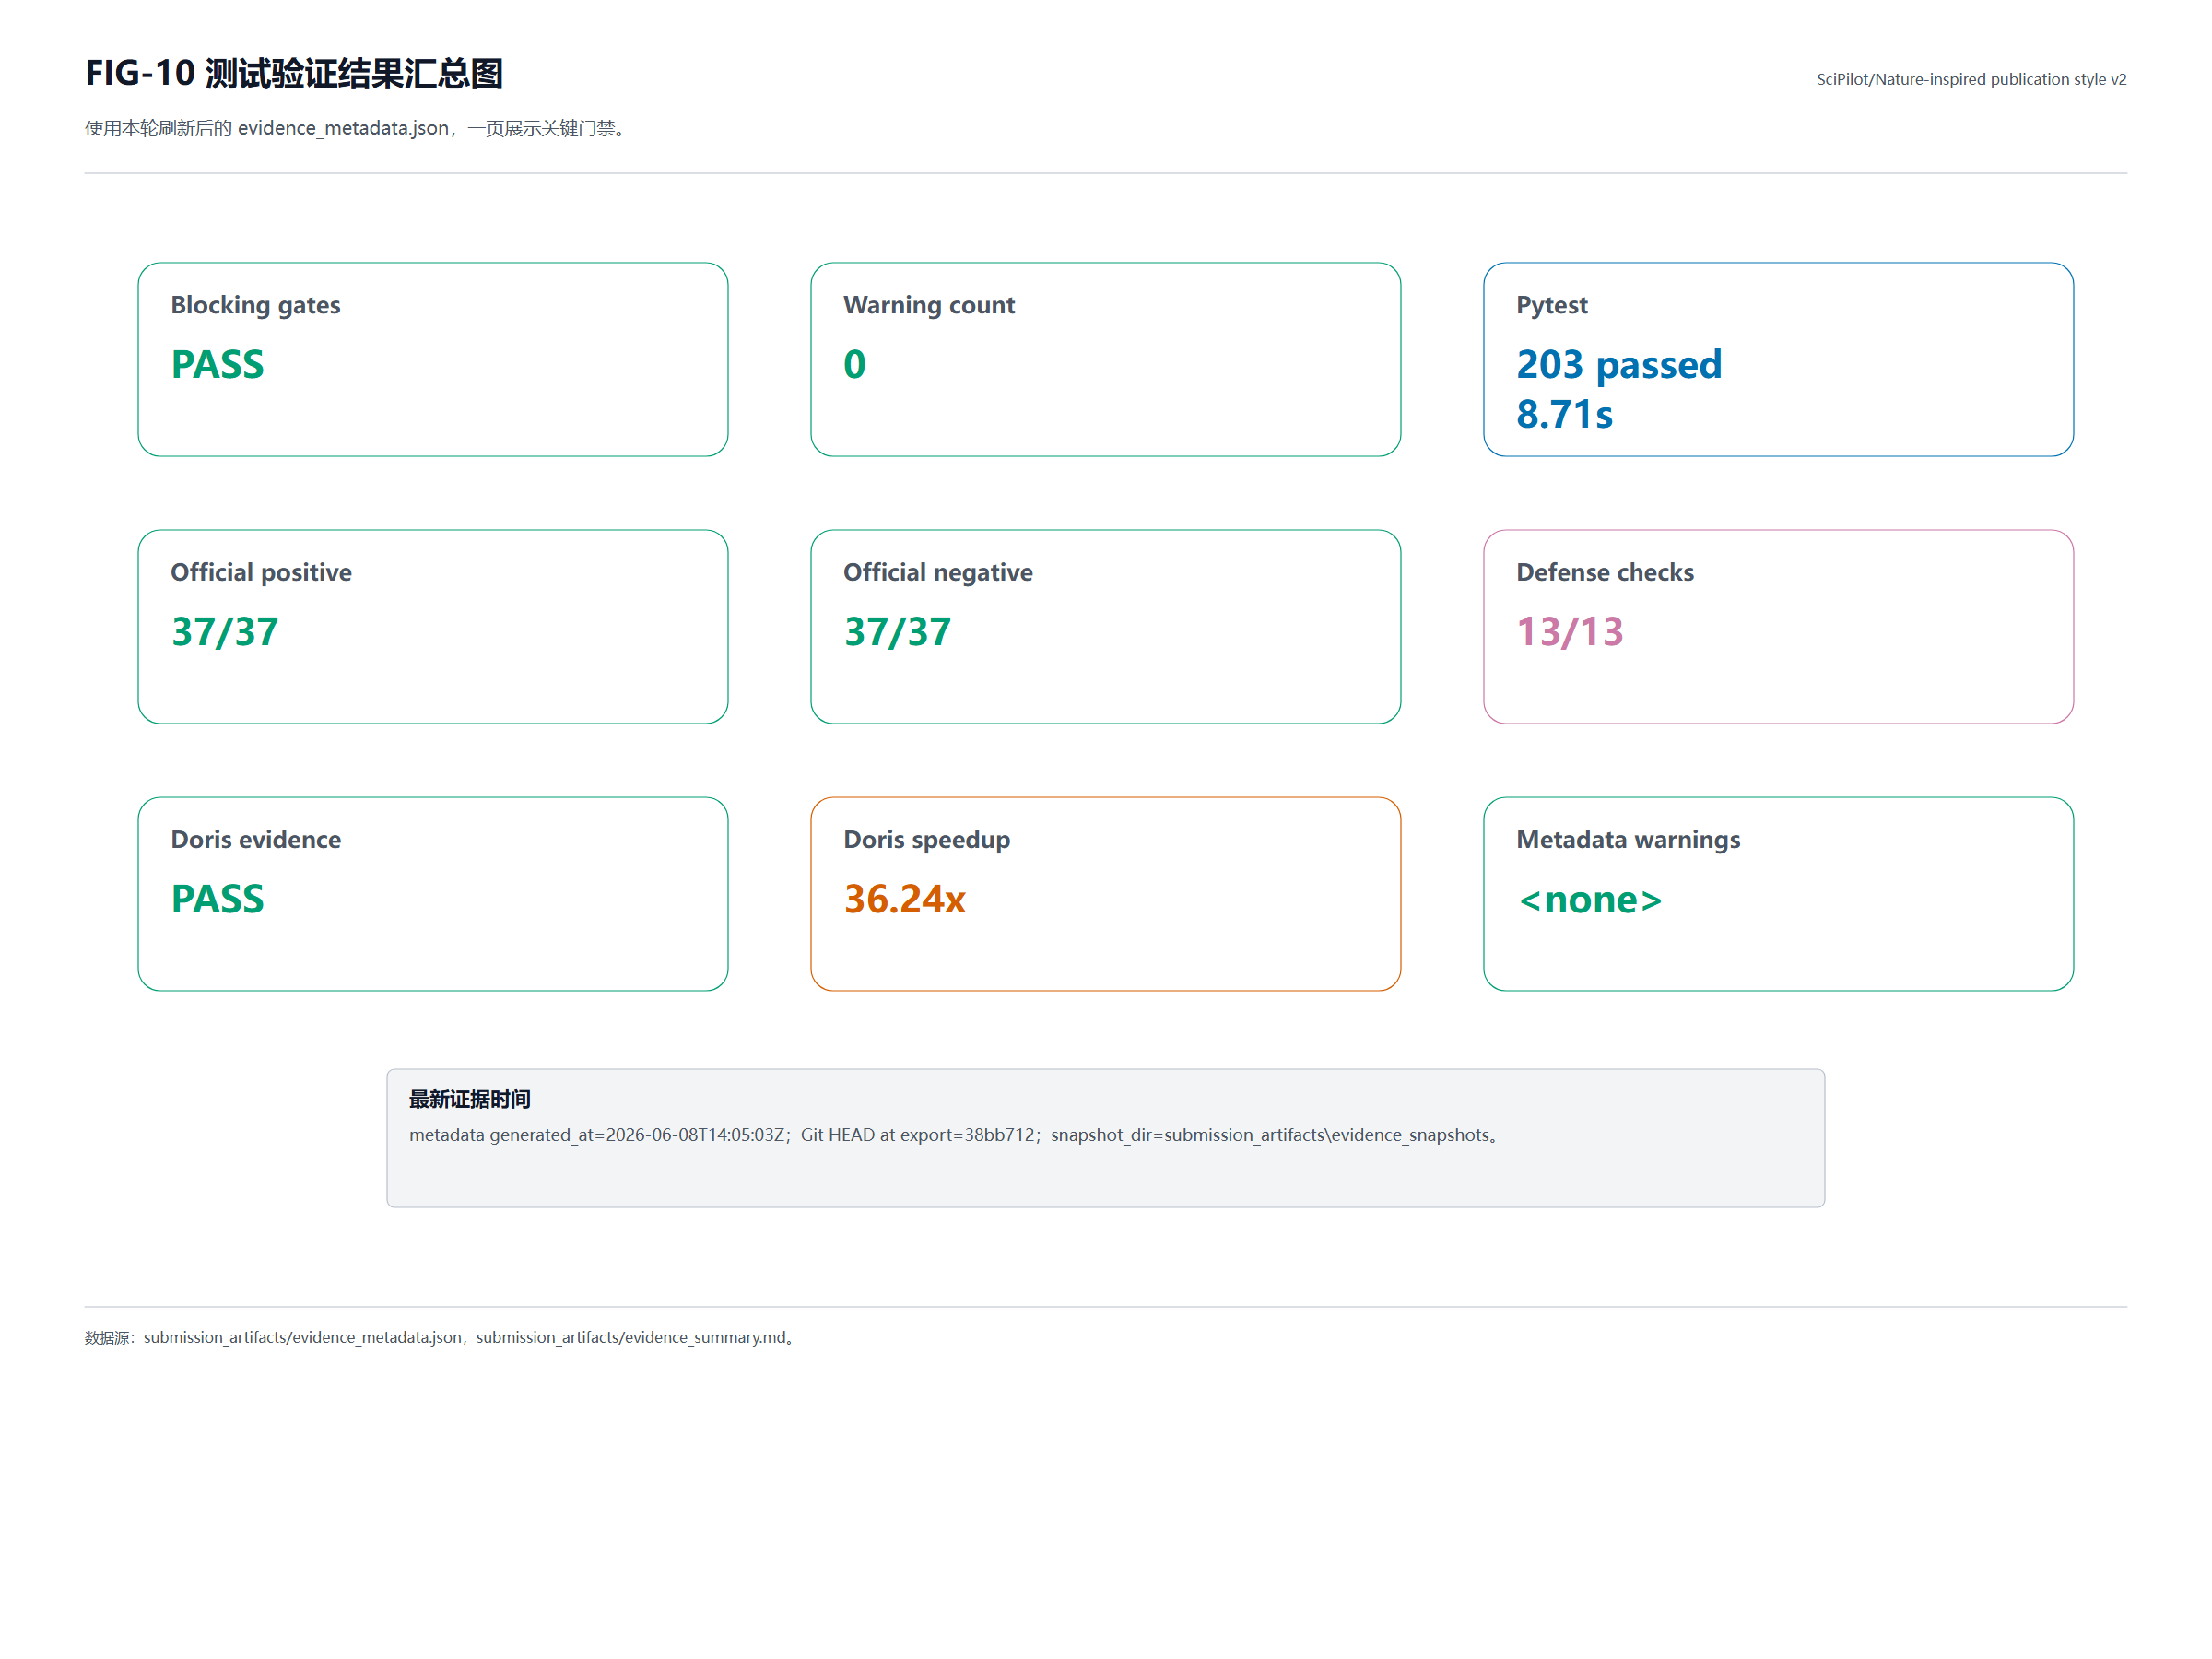 FIG-10 测试验证结果汇总图
SciPilot/Nature-inspired publication style v2
使用本轮刷新后的 evidence_metadata.json，一页展示关键门禁。
Blocking gates
PASS
Warning count
0
Pytest
203 passed
8.71s
Official positive
37/37
Official negative
37/37
Defense checks
13/13
Doris evidence
PASS
Doris speedup
36.24x
Metadata warnings
<none>
最新证据时间
metadata generated_at=2026-06-08T14:05:03Z；Git HEAD at export=38bb712；snapshot_dir=submission_artifacts\evidence_snapshots。
数据源：submission_artifacts/evidence_metadata.json，submission_artifacts/evidence_summary.md。